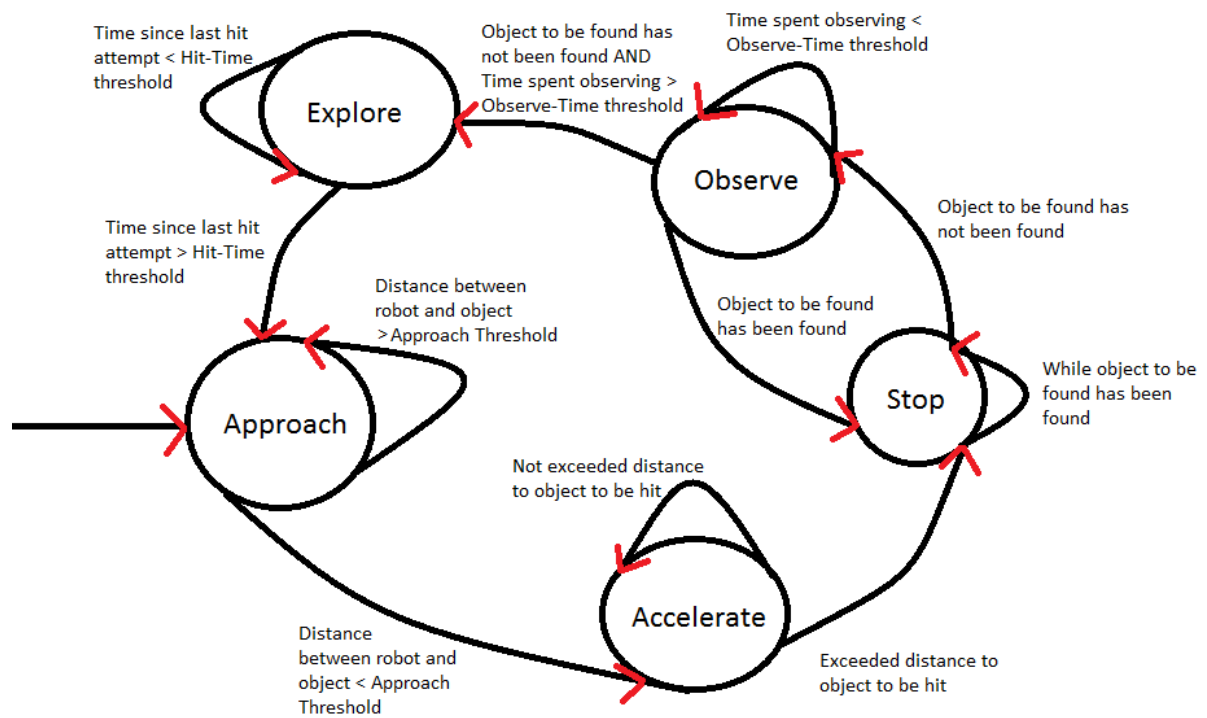 Time since last hit
attempt < Hit-Time
threshold
Explore
Object to be found has
not been found AND
Time spent observing >
Observe-Time threshold
Time spent observing <
Observe-Time threshold
Observe
Object to be found has
not been found
Time since last hit
attempt > Hit-Time
threshold
Distance between
robot and object
>Approach Threshold
Object to be found
has been found
Approach
Stop
While object to be
found has been
found
Not exceeded distance
to object to be hit
Accelerate
Distance
between robot and
object < Approach
Threshold
Exceeded distance to
object to be hit